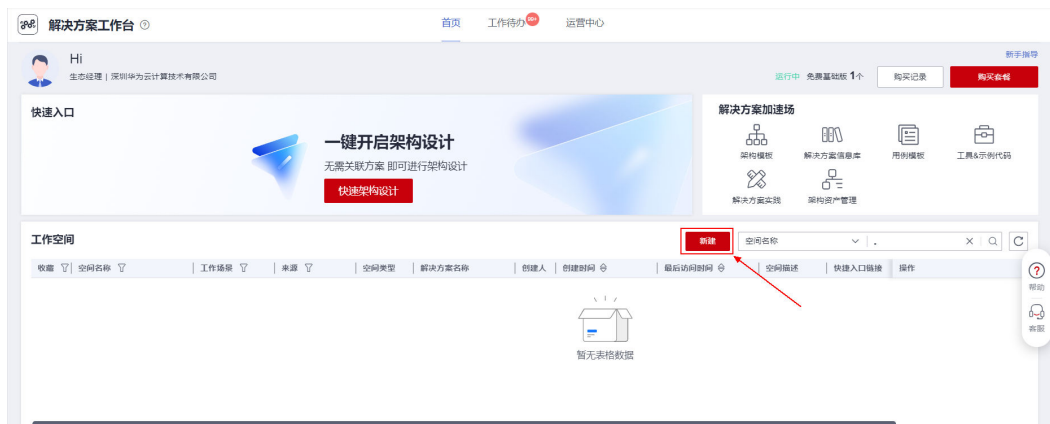 解决方案工作台
首页 工作待办 99+ 运营中心
Hi
生态经理 | 深圳华为云计算技术有限公司
新手指导
运行中 免费基础版 1个 购买记录 购买套餐
快速入口
一键开启架构设计
无需关联方案 即可进行架构设计
快速架构设计
解决方案加速场
架构模板 解决方案信息库 用例模板 工具&示例代码
解决方案实践 架构资产管理
工作空间
新建 空间名称 .
收藏 空间名称 工作场景 来源 空间类型 解决方案名称 创建人 创建时间 最后访问时间 空间描述 快捷入口链接 操作
暂无表格数据
帮助
客服